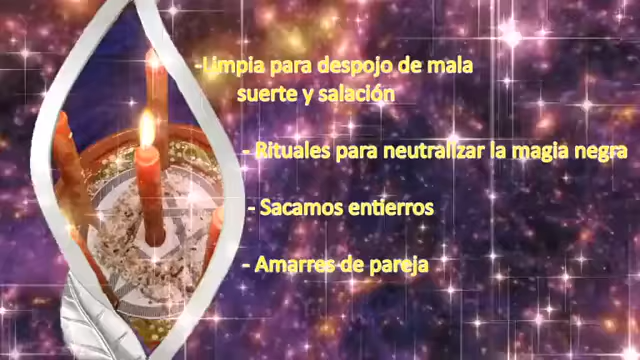 -Limpia para despojo de mala
suerte y salación
- Rituales para neutralizar la magia negra
- Sacamos entierros
- Amarres de pareja